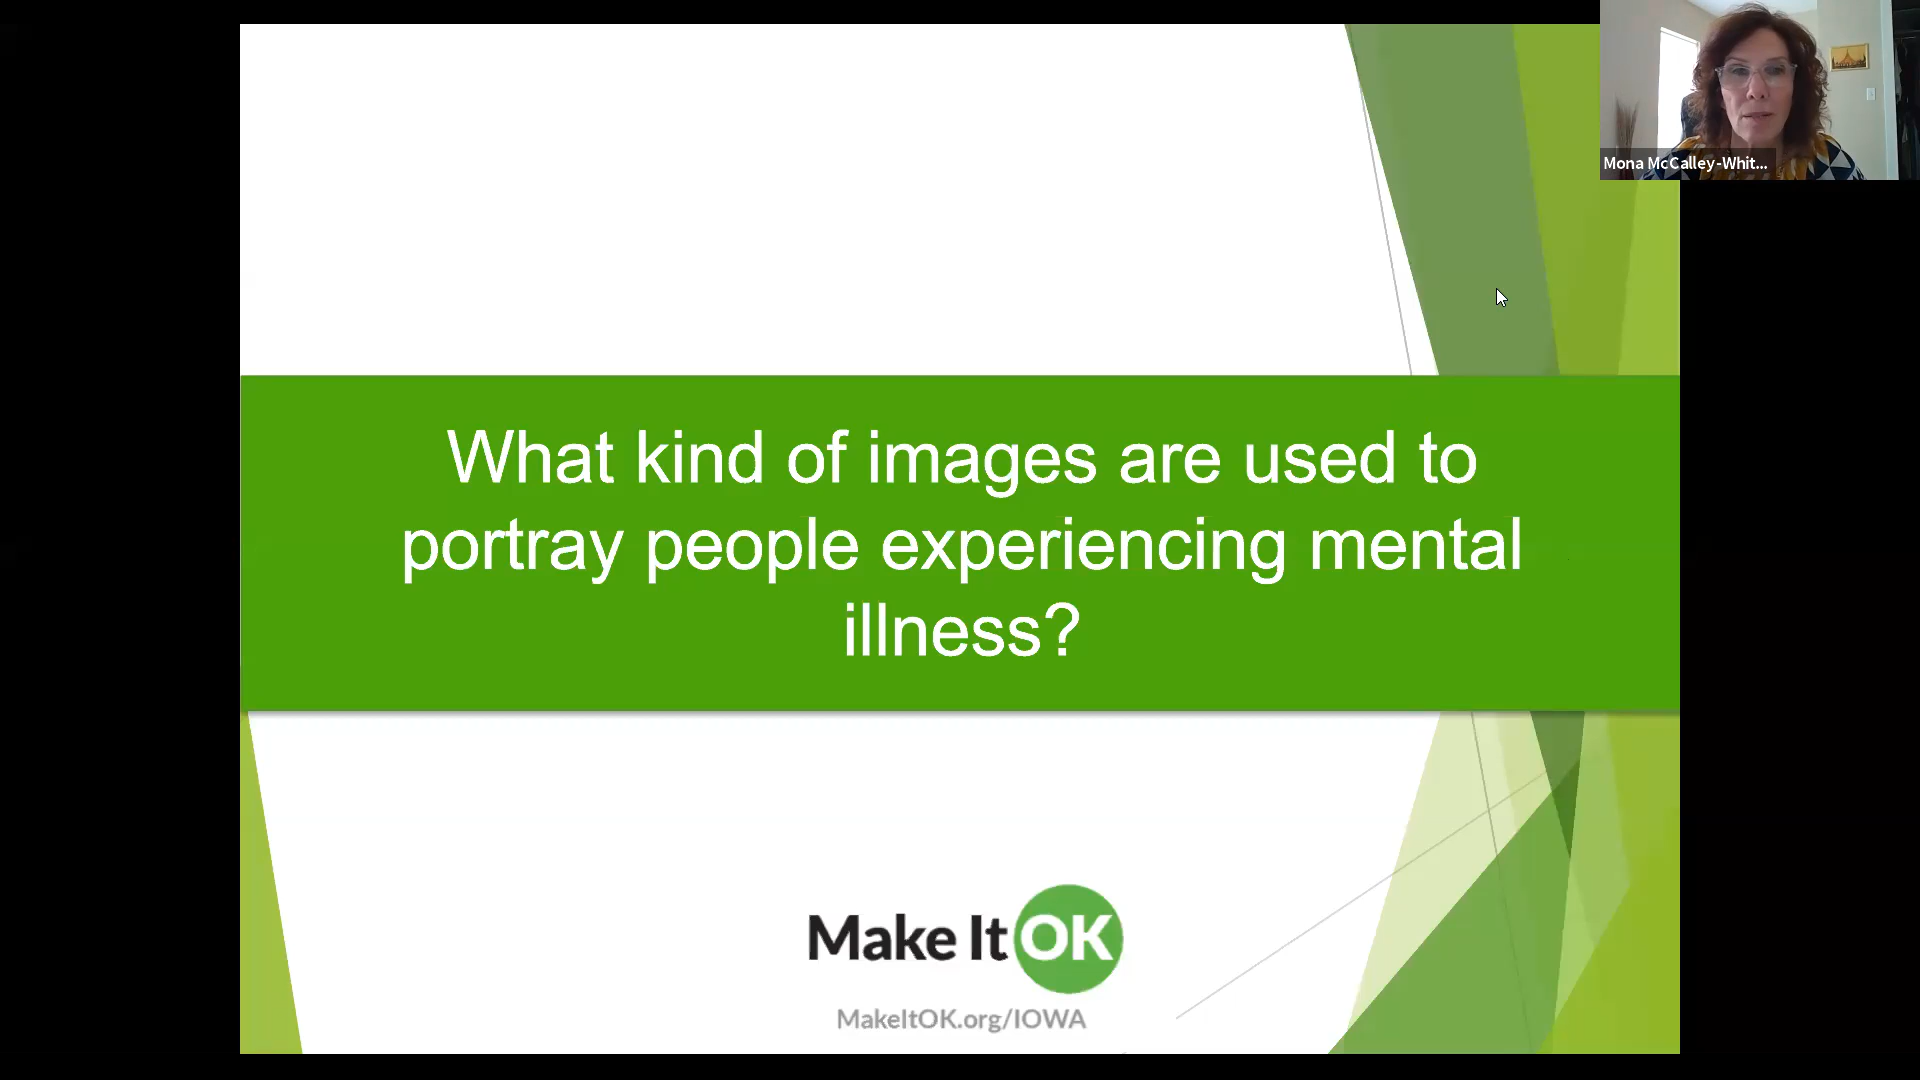 Mona McCalley-Whit...
What kind of images are used to
portray people experiencing mental
illness?
Make It OK
MakeItOK.org/IOWA